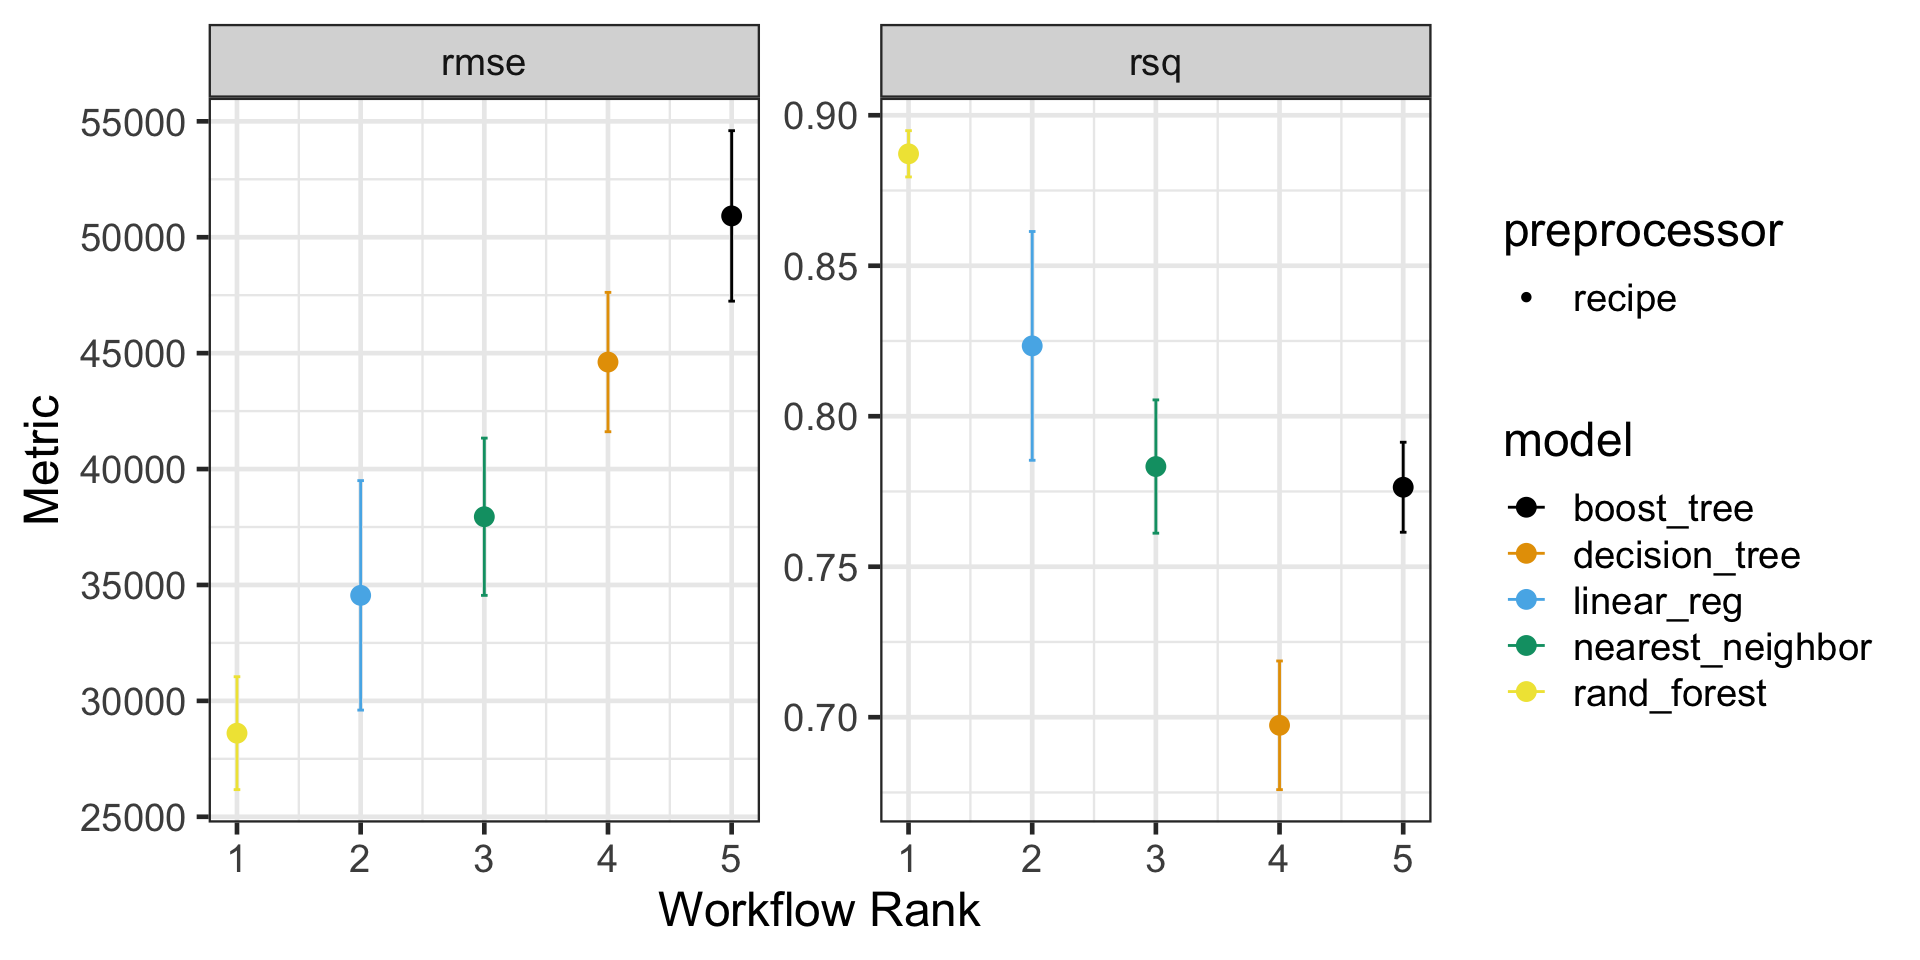 rmse
rsq
Metric
55000
50000
45000
40000
35000
30000
25000
0.90
0.85
0.80
0.75
0.70
1 2 3 4 5
1 2 3 4 5
Workflow Rank
preprocessor
recipe
model
boost_tree
decision_tree
linear_reg
nearest_neighbor
rand_forest